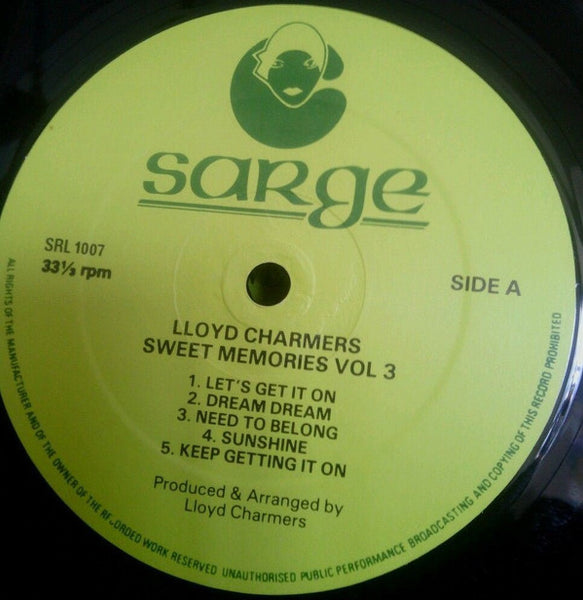 sarge
SRL 1007
33⅓ rpm
SIDE A
LLOYD CHARMERS
SWEET MEMORIES VOL 3
1. LET'S GET IT ON
2. DREAM DREAM
3. NEED TO BELONG
4. SUNSHINE
5. KEEP GETTING IT ON
Produced & Arranged by
Lloyd Charmers
ALL RIGHTS OF THE MANUFACTURER AND OF THE OWNER OF THE RECORDED WORK RESERVED UNAUTHORISED PUBLIC PERFORMANCE BROADCASTING AND COPYING OF THIS RECORD PROHIBITED